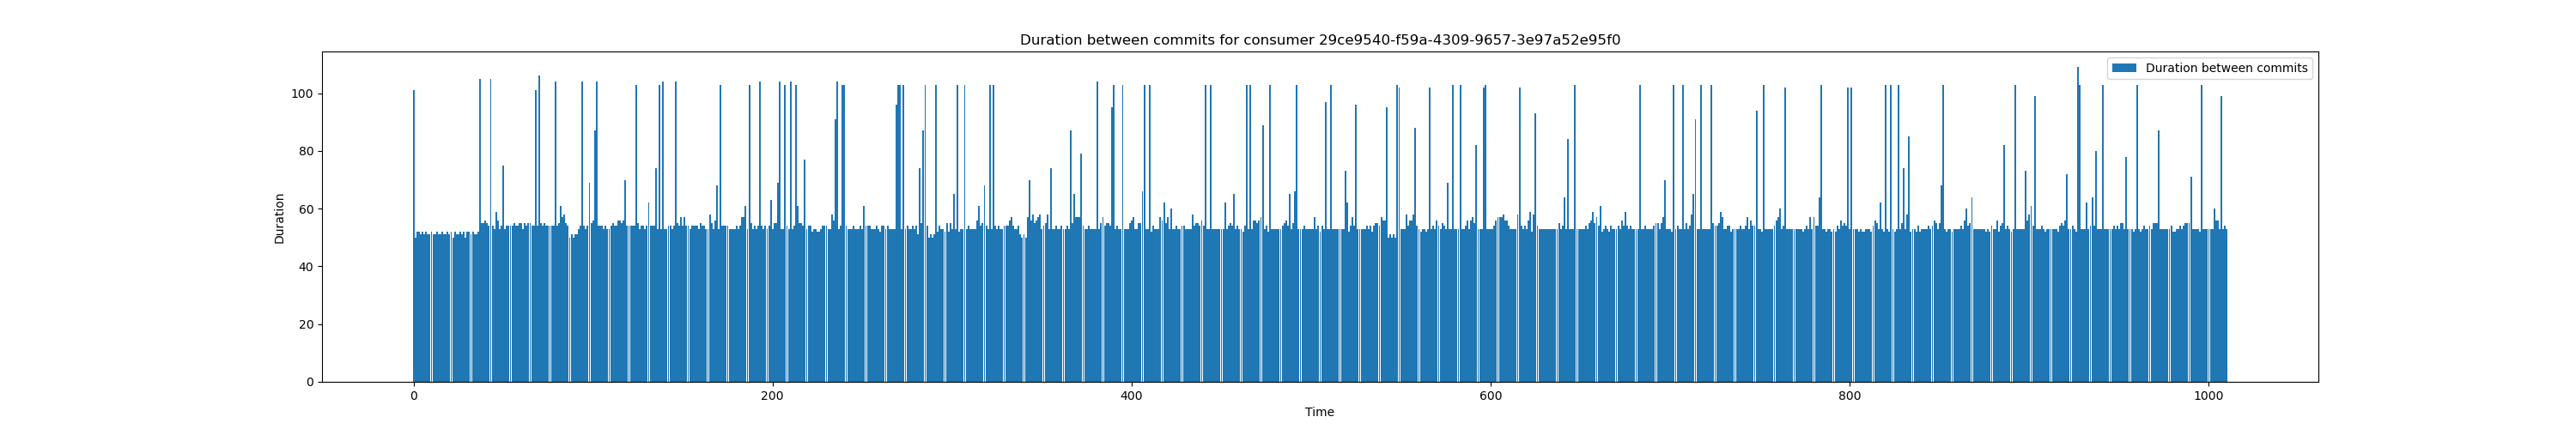 Duration between commits for consumer 29ce9540-f59a-4309-9657-3e97a52e95f0
Duration between commits
100
80
60
40
20
0
Duration
0 200 400 600 800 1000
Time